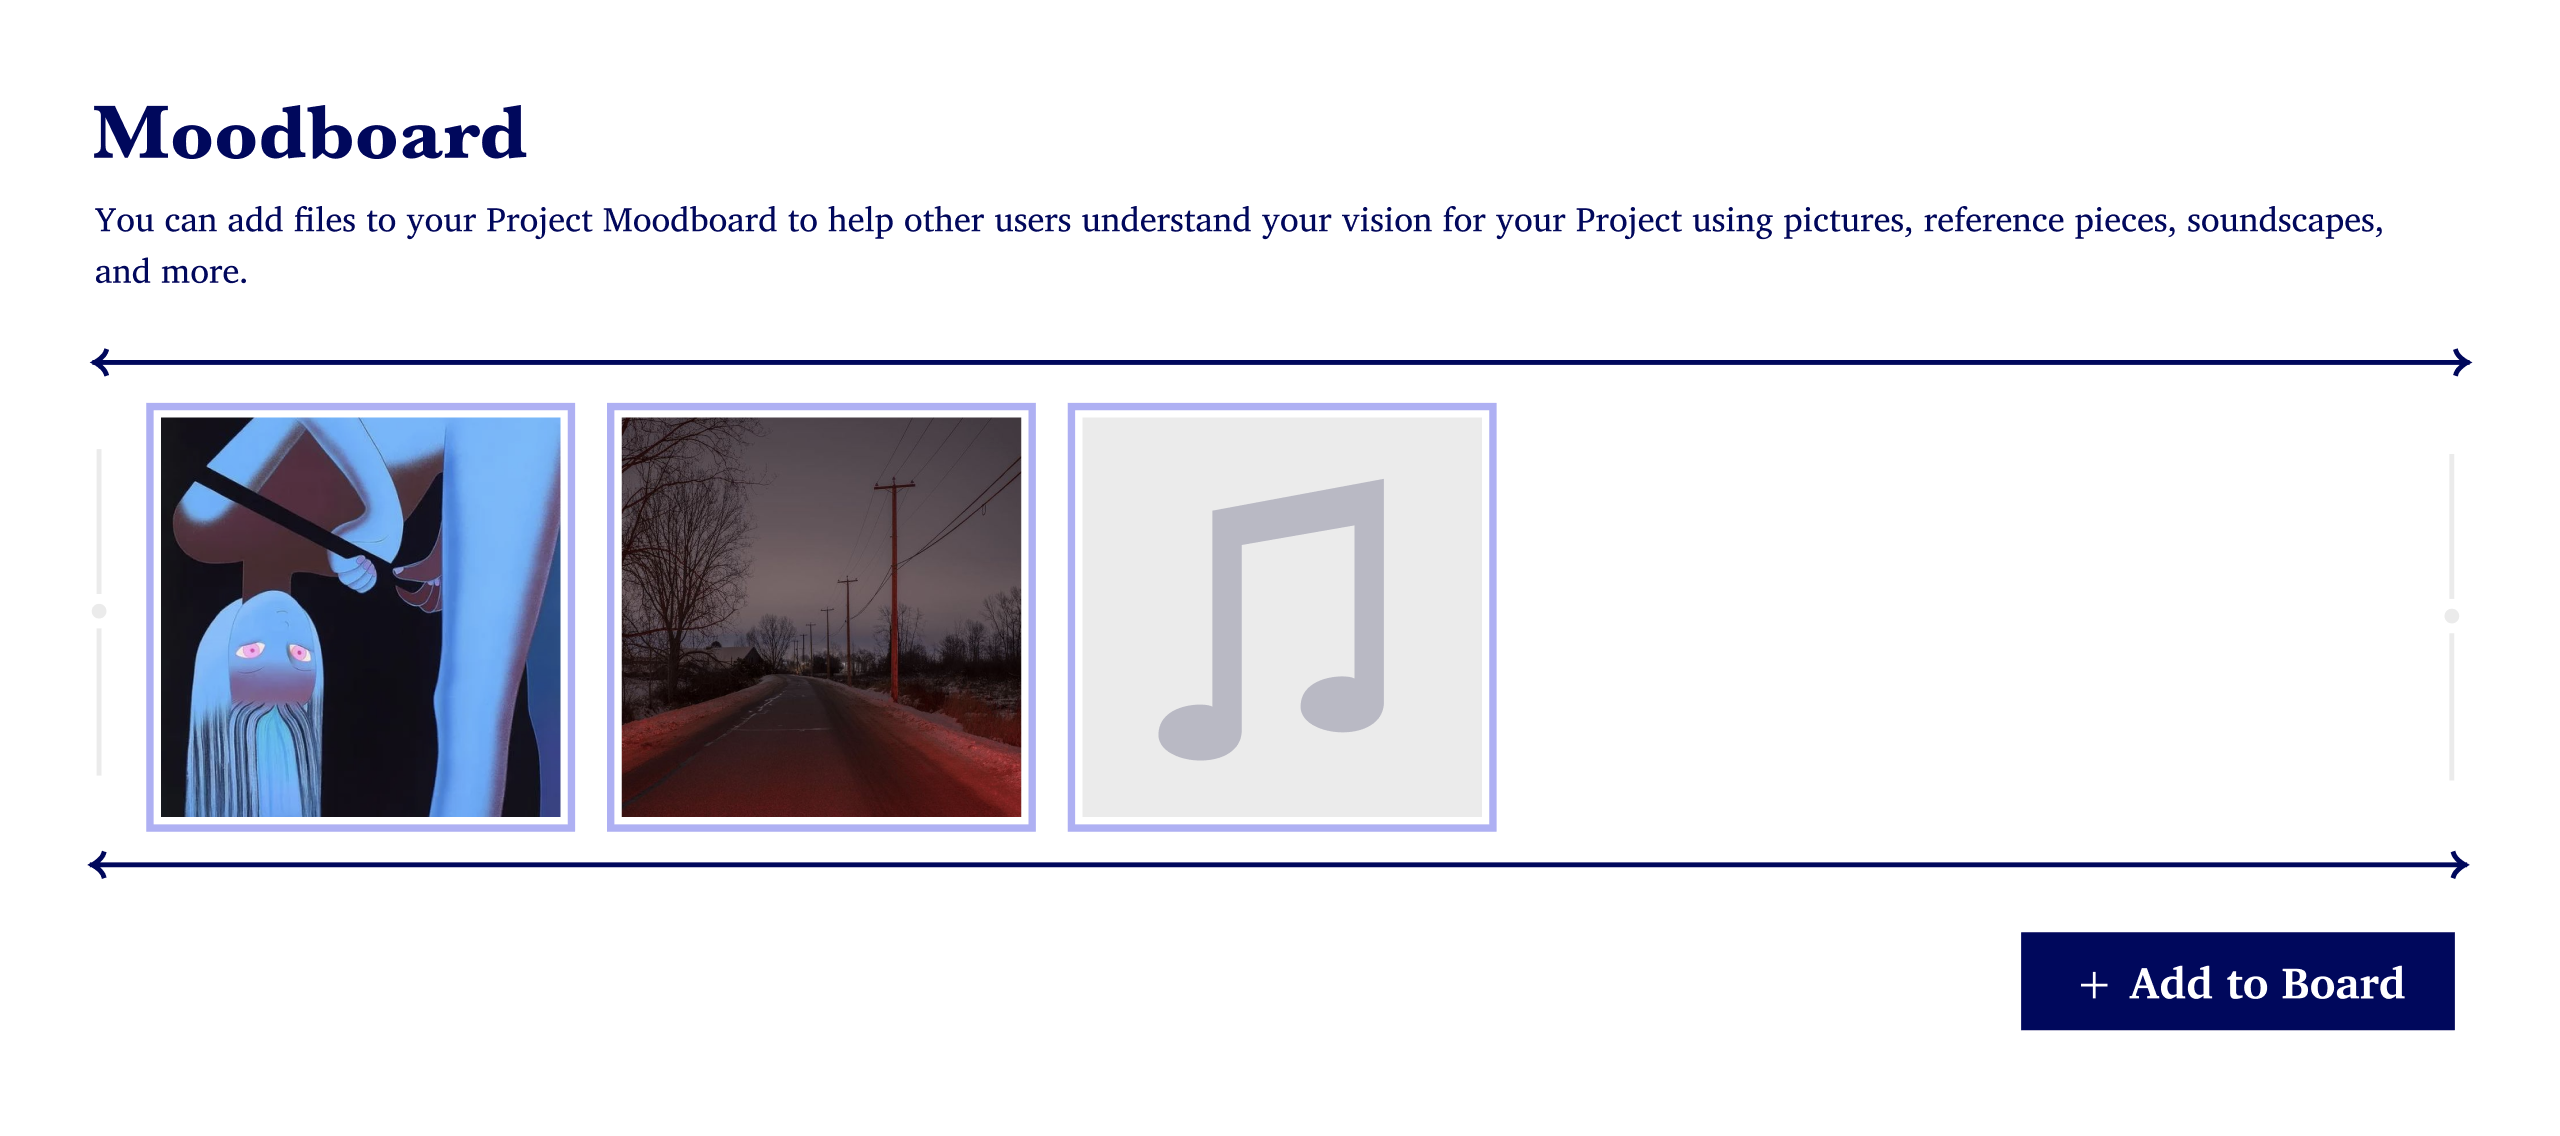 Moodboard
You can add files to your Project Moodboard to help other users understand your vision for your Project using pictures, reference pieces, soundscapes,
and more.
+ Add to Board